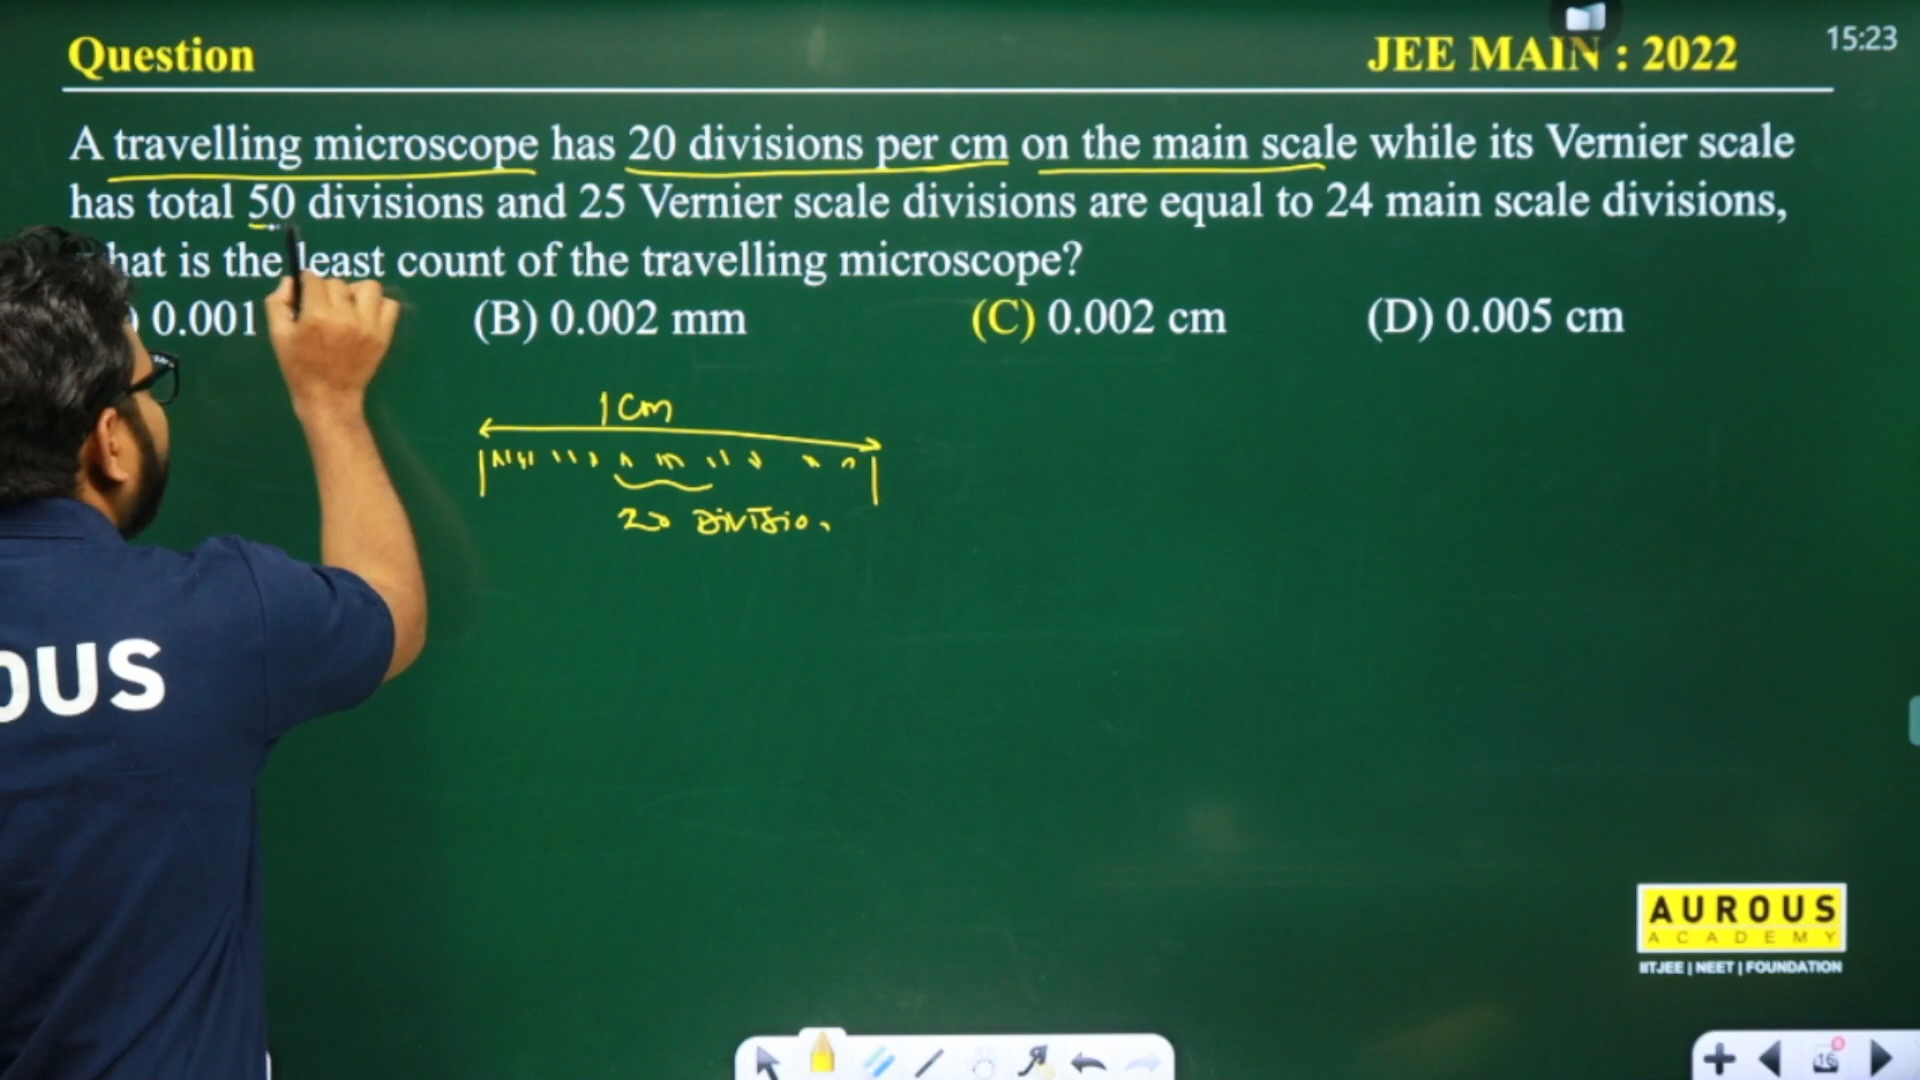 Question
JEE MAIN : 2022
15:23
A travelling microscope has 20 divisions per cm on the main scale while its Vernier scale
has total 50 divisions and 25 Vernier scale divisions are equal to 24 main scale divisions,
hat is the least count of the travelling microscope?
) 0.001
(B) 0.002 mm
(C) 0.002 cm
(D) 0.005 cm
1 cm
20 Division
OUS
AUROUS
ACADEMY
IITJEE | NEET | FOUNDATION
16